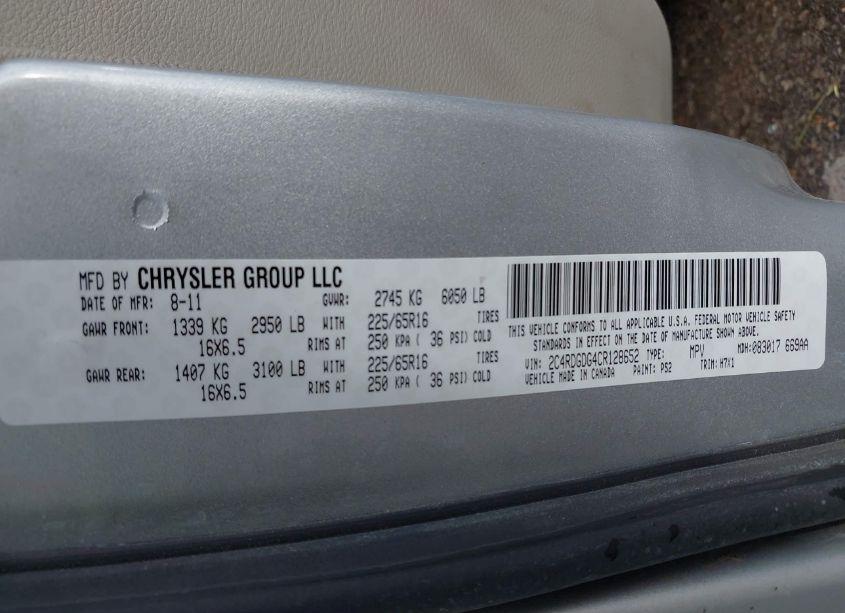 MFD BY CHRYSLER GROUP LLC
DATE OF MFR: 8-11 GVWR: 2745 KG 6050 LB
GAWR FRONT: 1339 KG 2950 LB WITH 225/65R16 TIRES
16X6.5 RIMS AT 250 KPA ( 36 PSI) COLD
GAWR REAR: 1407 KG 3100 LB WITH 225/65R16 TIRES
16X6.5 RIMS AT 250 KPA ( 36 PSI) COLD
THIS VEHICLE CONFORMS TO ALL APPLICABLE U.S.A. FEDERAL MOTOR VEHICLE SAFETY
STANDARDS IN EFFECT ON THE DATE OF MANUFACTURE SHOWN ABOVE.
VIN: 2C4RDGDG4CR128652 TYPE: MPV MDH: 083017 669AA
VEHICLE MADE IN CANADA PAINT: PS2 TRIM: H7X1